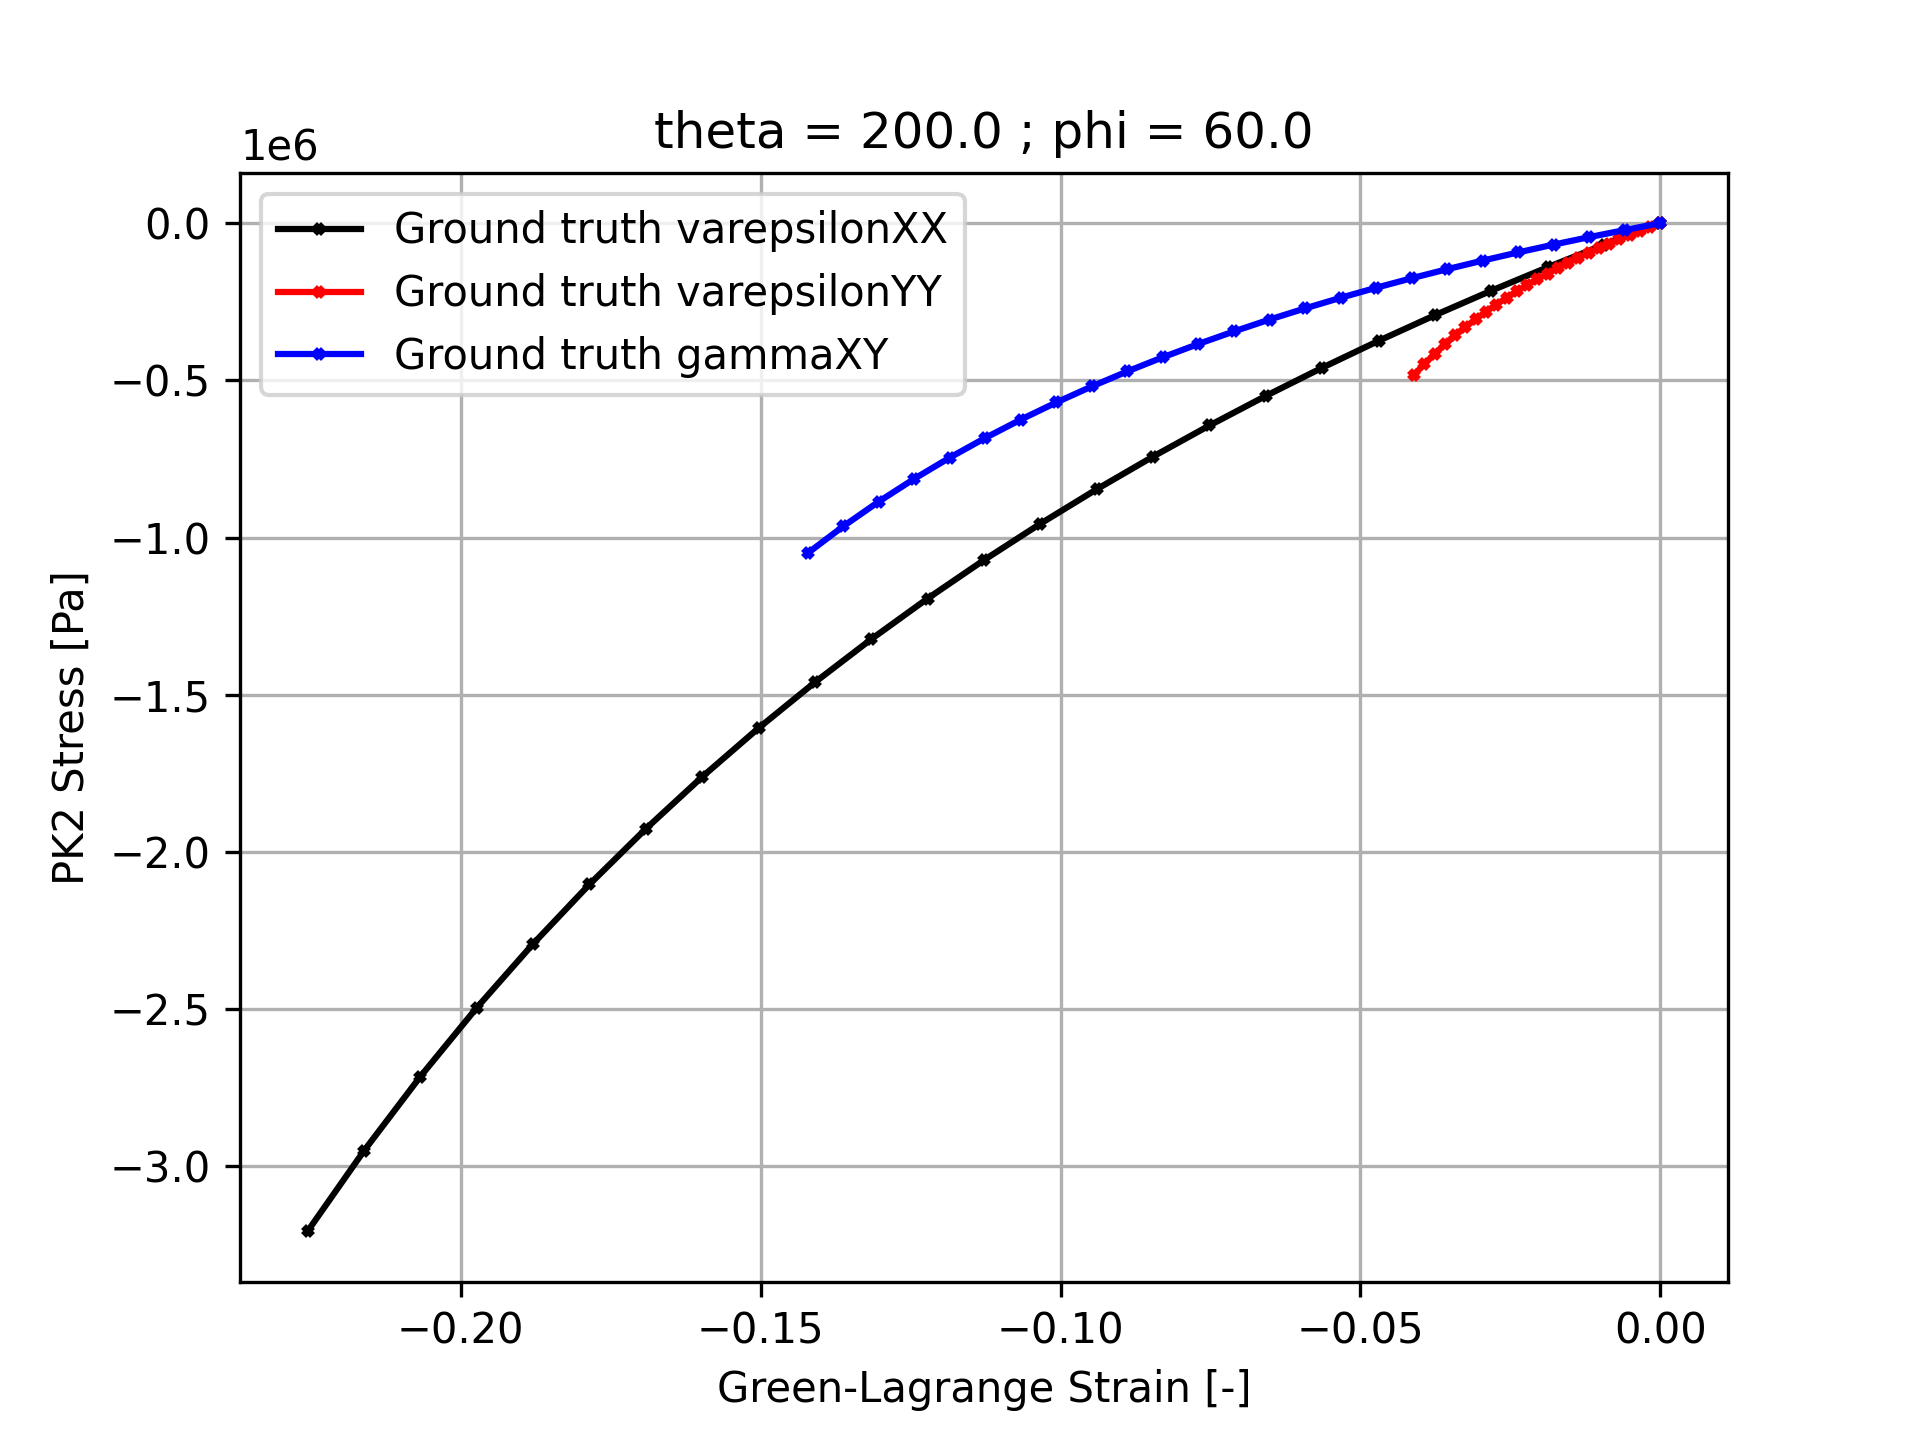 theta = 200.0 ; phi = 60.0
1e6
Ground truth varepsilonXX
Ground truth varepsilonYY
Ground truth gammaXY
0.0
−0.5
−1.0
−1.5
−2.0
−2.5
−3.0
PK2 Stress [Pa]
−0.20 −0.15 −0.10 −0.05 0.00
Green-Lagrange Strain [-]